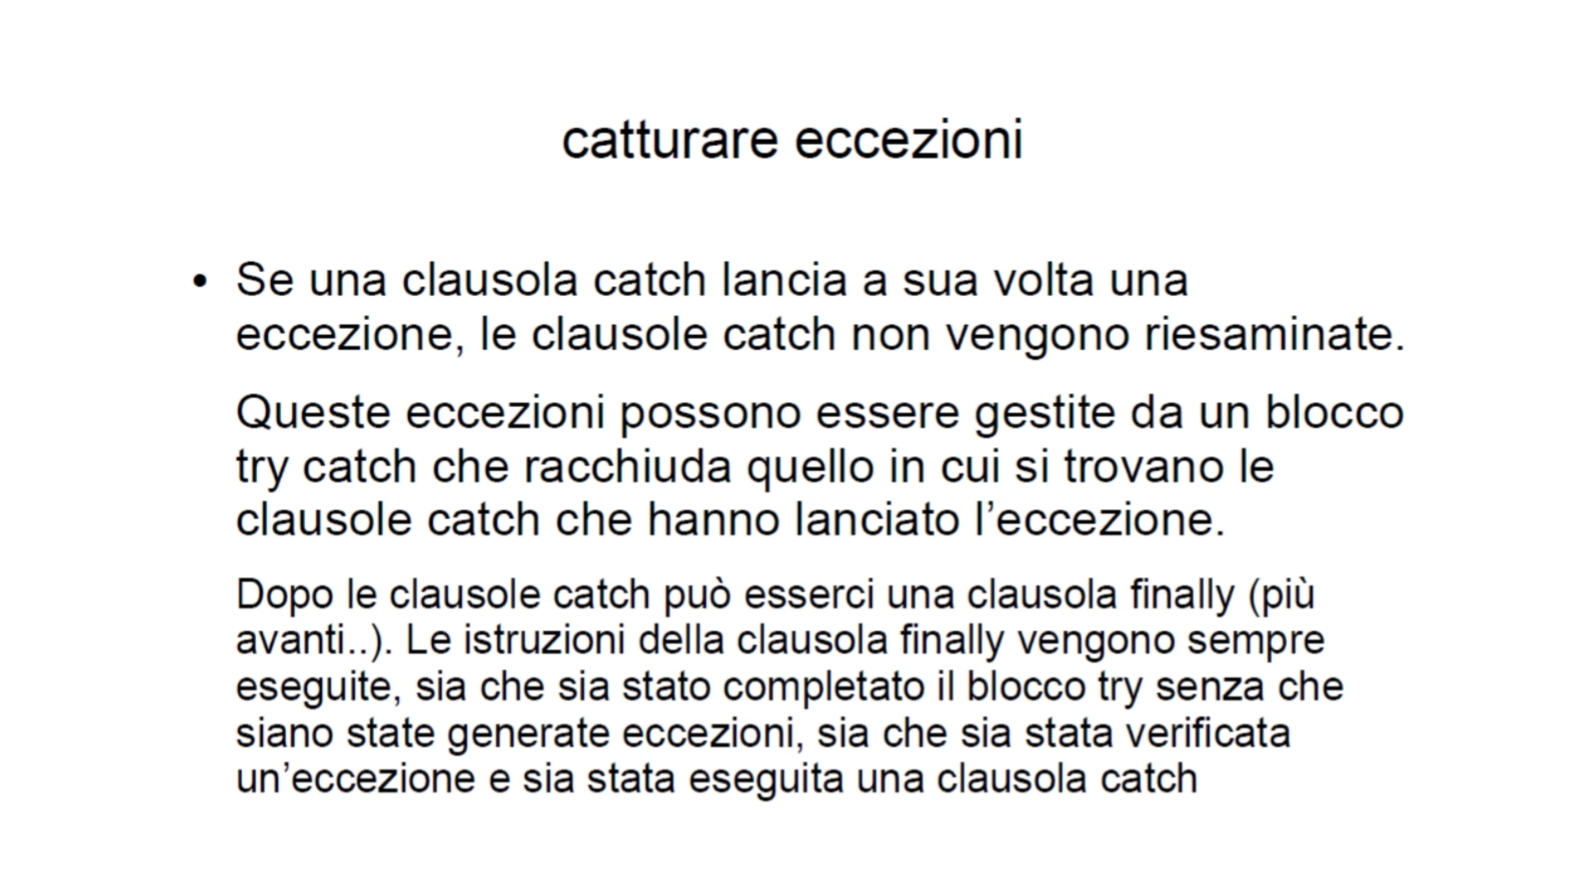 catturare eccezioni
• Se una clausola catch lancia a sua volta una
eccezione, le clausole catch non vengono riesaminate.
Queste eccezioni possono essere gestite da un blocco
try catch che racchiuda quello in cui si trovano le
clausole catch che hanno lanciato l’eccezione.
Dopo le clausole catch può esserci una clausola finally (più
avanti..). Le istruzioni della clausola finally vengono sempre
eseguite, sia che sia stato completato il blocco try senza che
siano state generate eccezioni, sia che sia stata verificata
un’eccezione e sia stata eseguita una clausola catch